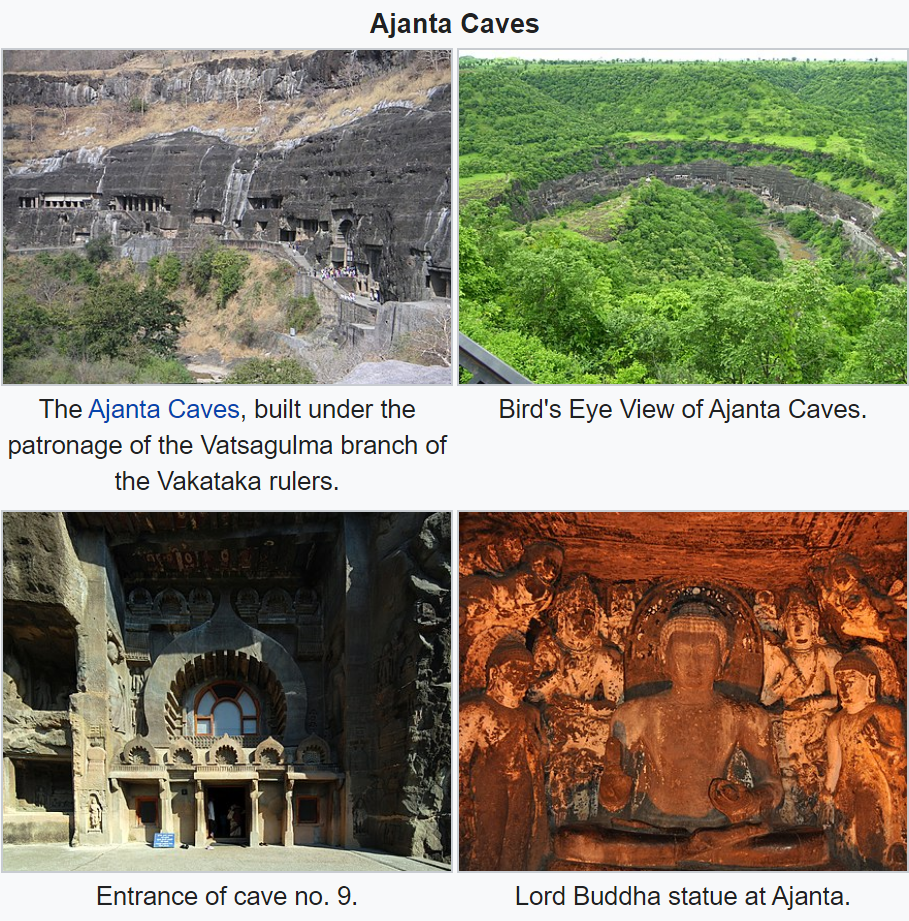 Ajanta Caves
The Ajanta Caves, built under the
patronage of the Vatsagulma branch of
the Vakataka rulers.
Bird's Eye View of Ajanta Caves.
Entrance of cave no. 9.
Lord Buddha statue at Ajanta.